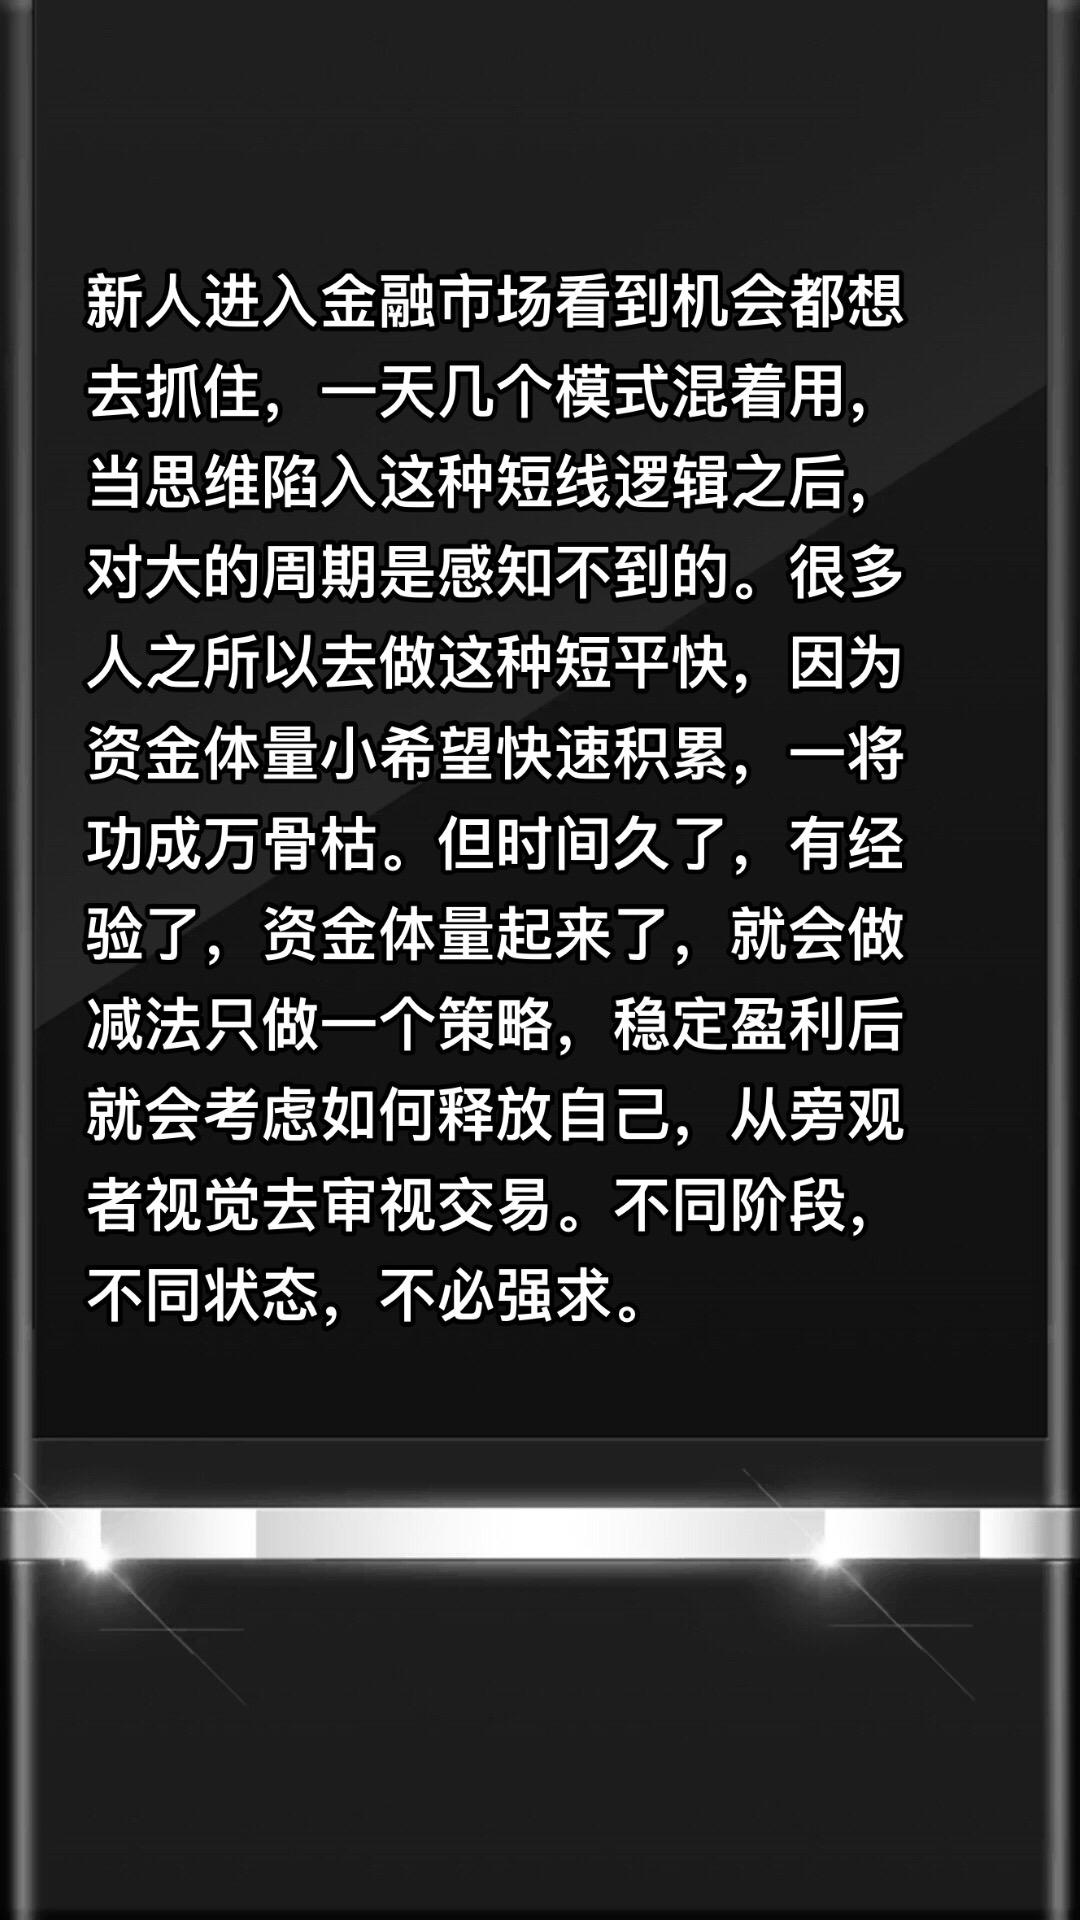 新人进入金融市场看到机会都想
去抓住，一天几个模式混着用，
当思维陷入这种短线逻辑之后，
对大的周期是感知不到的。很多
人之所以去做这种短平快，因为
资金体量小希望快速积累，一将
功成万骨枯。但时间久了，有经
验了，资金体量起来了，就会做
减法只做一个策略，稳定盈利后
就会考虑如何释放自己，从旁观
者视觉去审视交易。不同阶段，
不同状态，不必强求。